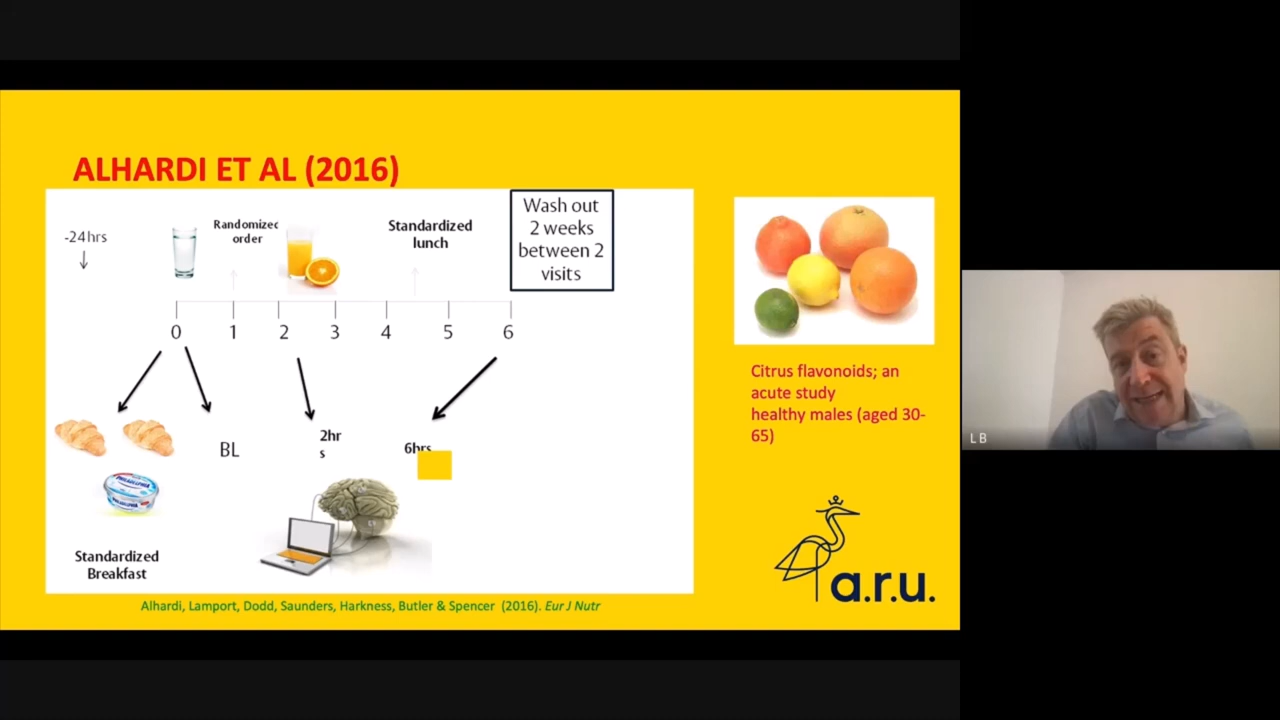 ALHARDI ET AL (2016)
-24hrs
Randomized
order
Standardized
lunch
Wash out
2 weeks
between 2
visits
0 1 2 3 4 5 6
BL
2hr
s
6hrs
PHILADELPHIA
Standardized
Breakfast
Alhardi, Lamport, Dodd, Saunders, Harkness, Butler & Spencer (2016). Eur J Nutr
Citrus flavonoids; an
acute study
healthy males (aged 30-
65)
a.r.u.
L B